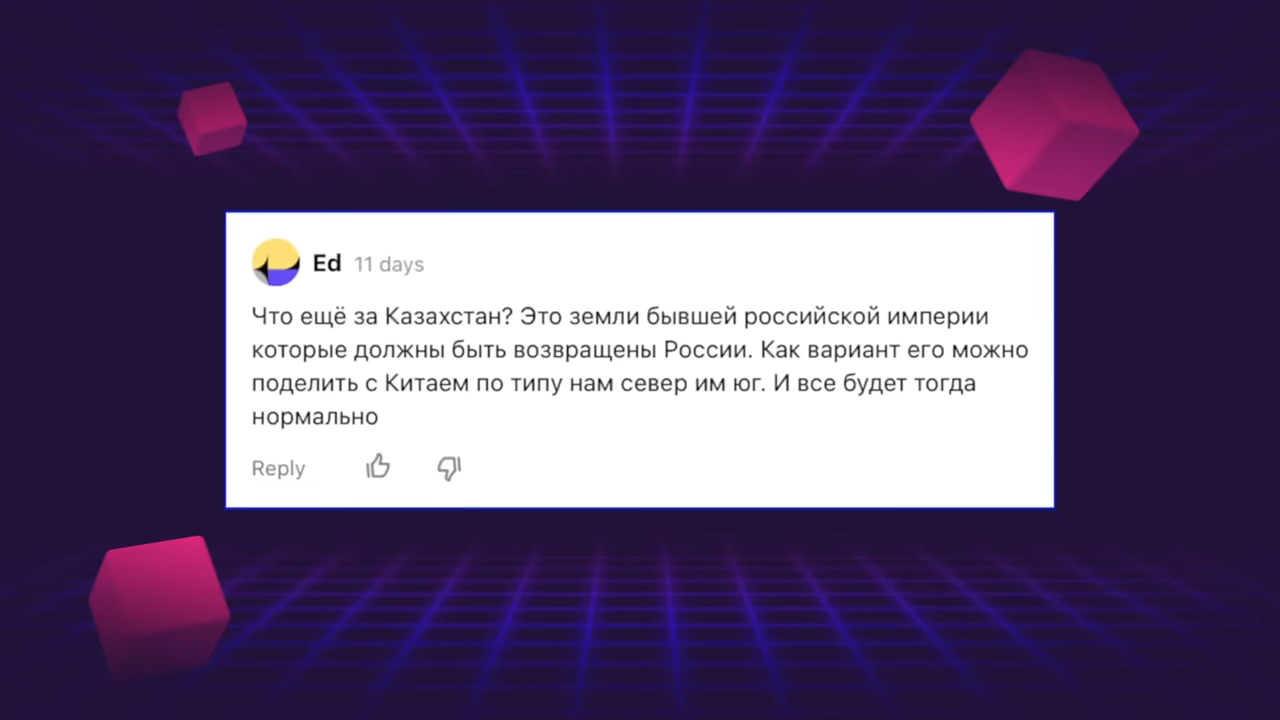 Ed 11 days
Что ещё за Казахстан? Это земли бывшей российской империи
которые должны быть возвращены России. Как вариант его можно
поделить с Китаем по типу нам север им юг. И все будет тогда
нормально
Reply